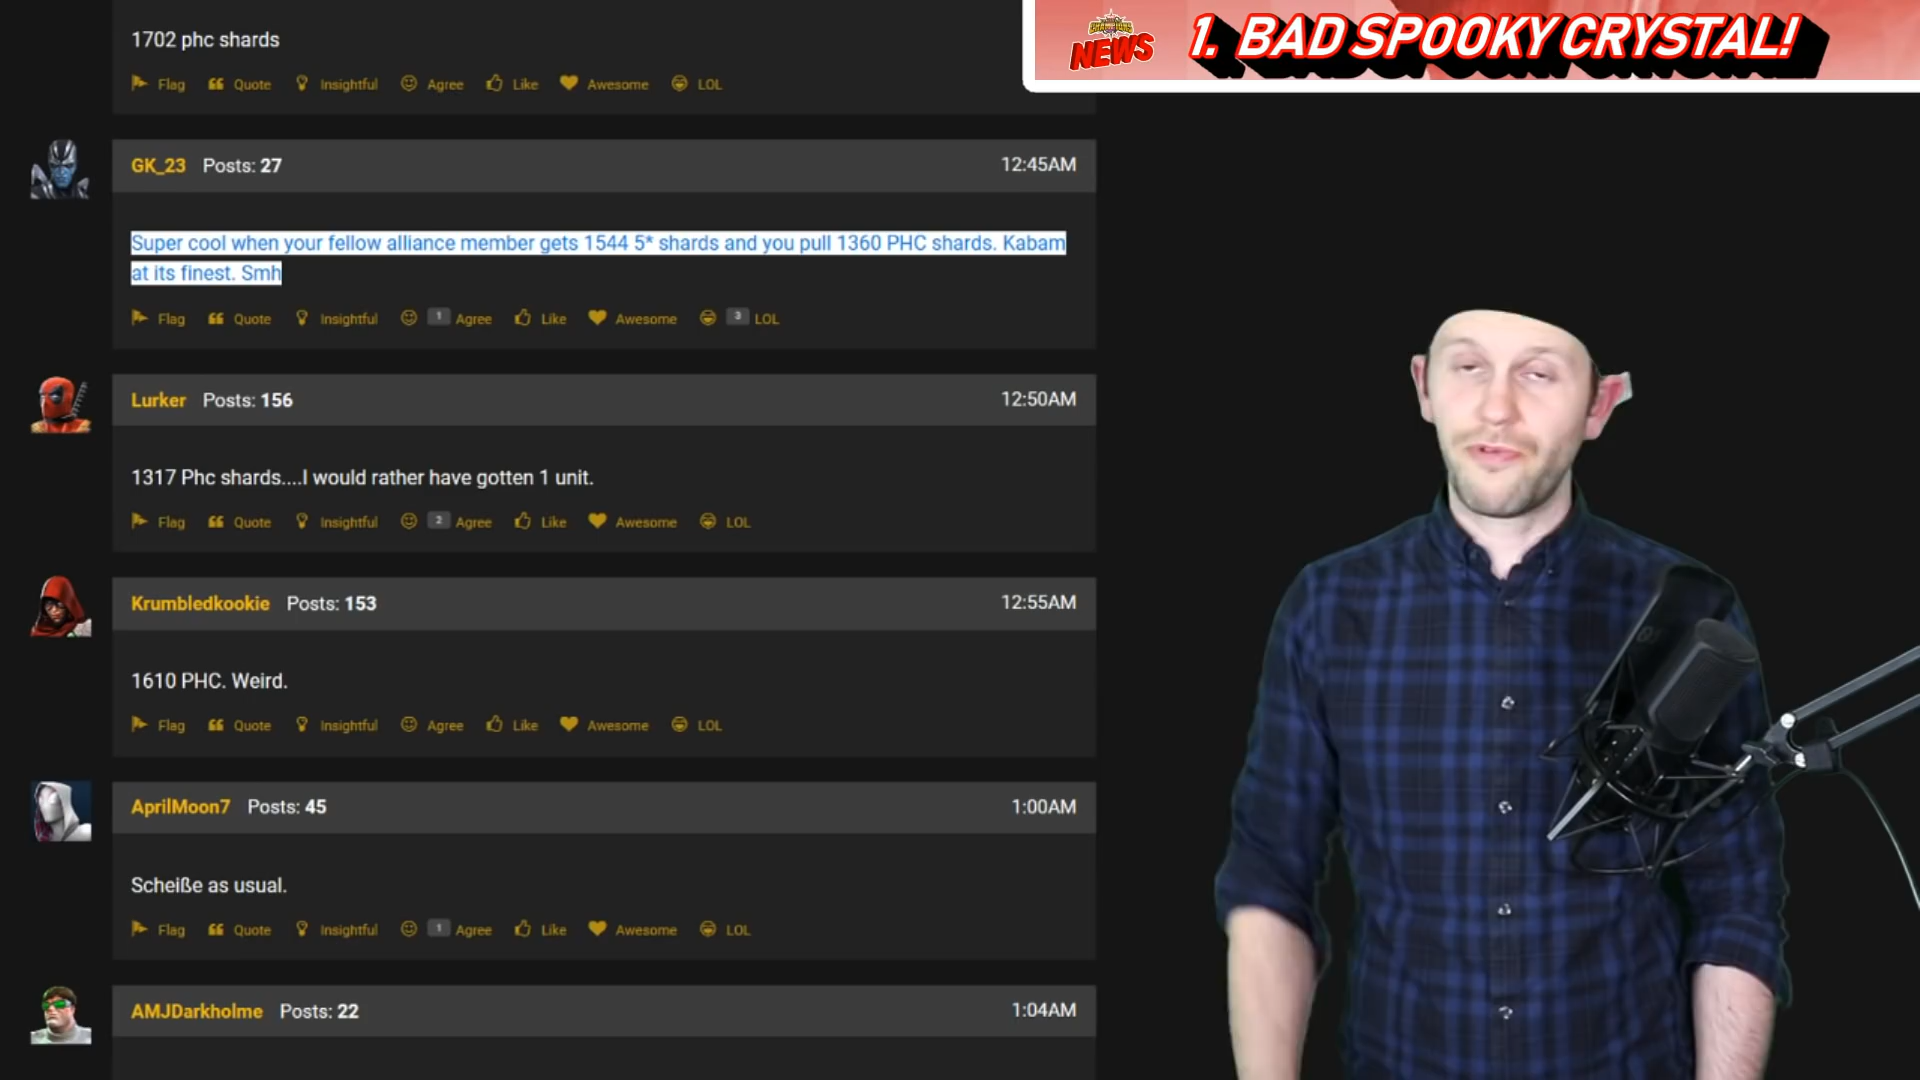 1702 phc shards
Flag Quote Insightful Agree Like Awesome LOL
CHAMPIONS
NEWS
1. BAD SPOOKY CRYSTAL!
GK_23 Posts: 27 12:45AM
Super cool when your fellow alliance member gets 1544 5* shards and you pull 1360 PHC shards. Kabam
at its finest. Smh
Flag Quote Insightful 1 Agree Like Awesome 3 LOL
Lurker Posts: 156 12:50AM
1317 Phc shards....I would rather have gotten 1 unit.
Flag Quote Insightful 2 Agree Like Awesome LOL
Krumbledkookie Posts: 153 12:55AM
1610 PHC. Weird.
Flag Quote Insightful Agree Like Awesome LOL
AprilMoon7 Posts: 45 1:00AM
Scheiße as usual.
Flag Quote Insightful 1 Agree Like Awesome LOL
AMJDarkholme Posts: 22 1:04AM